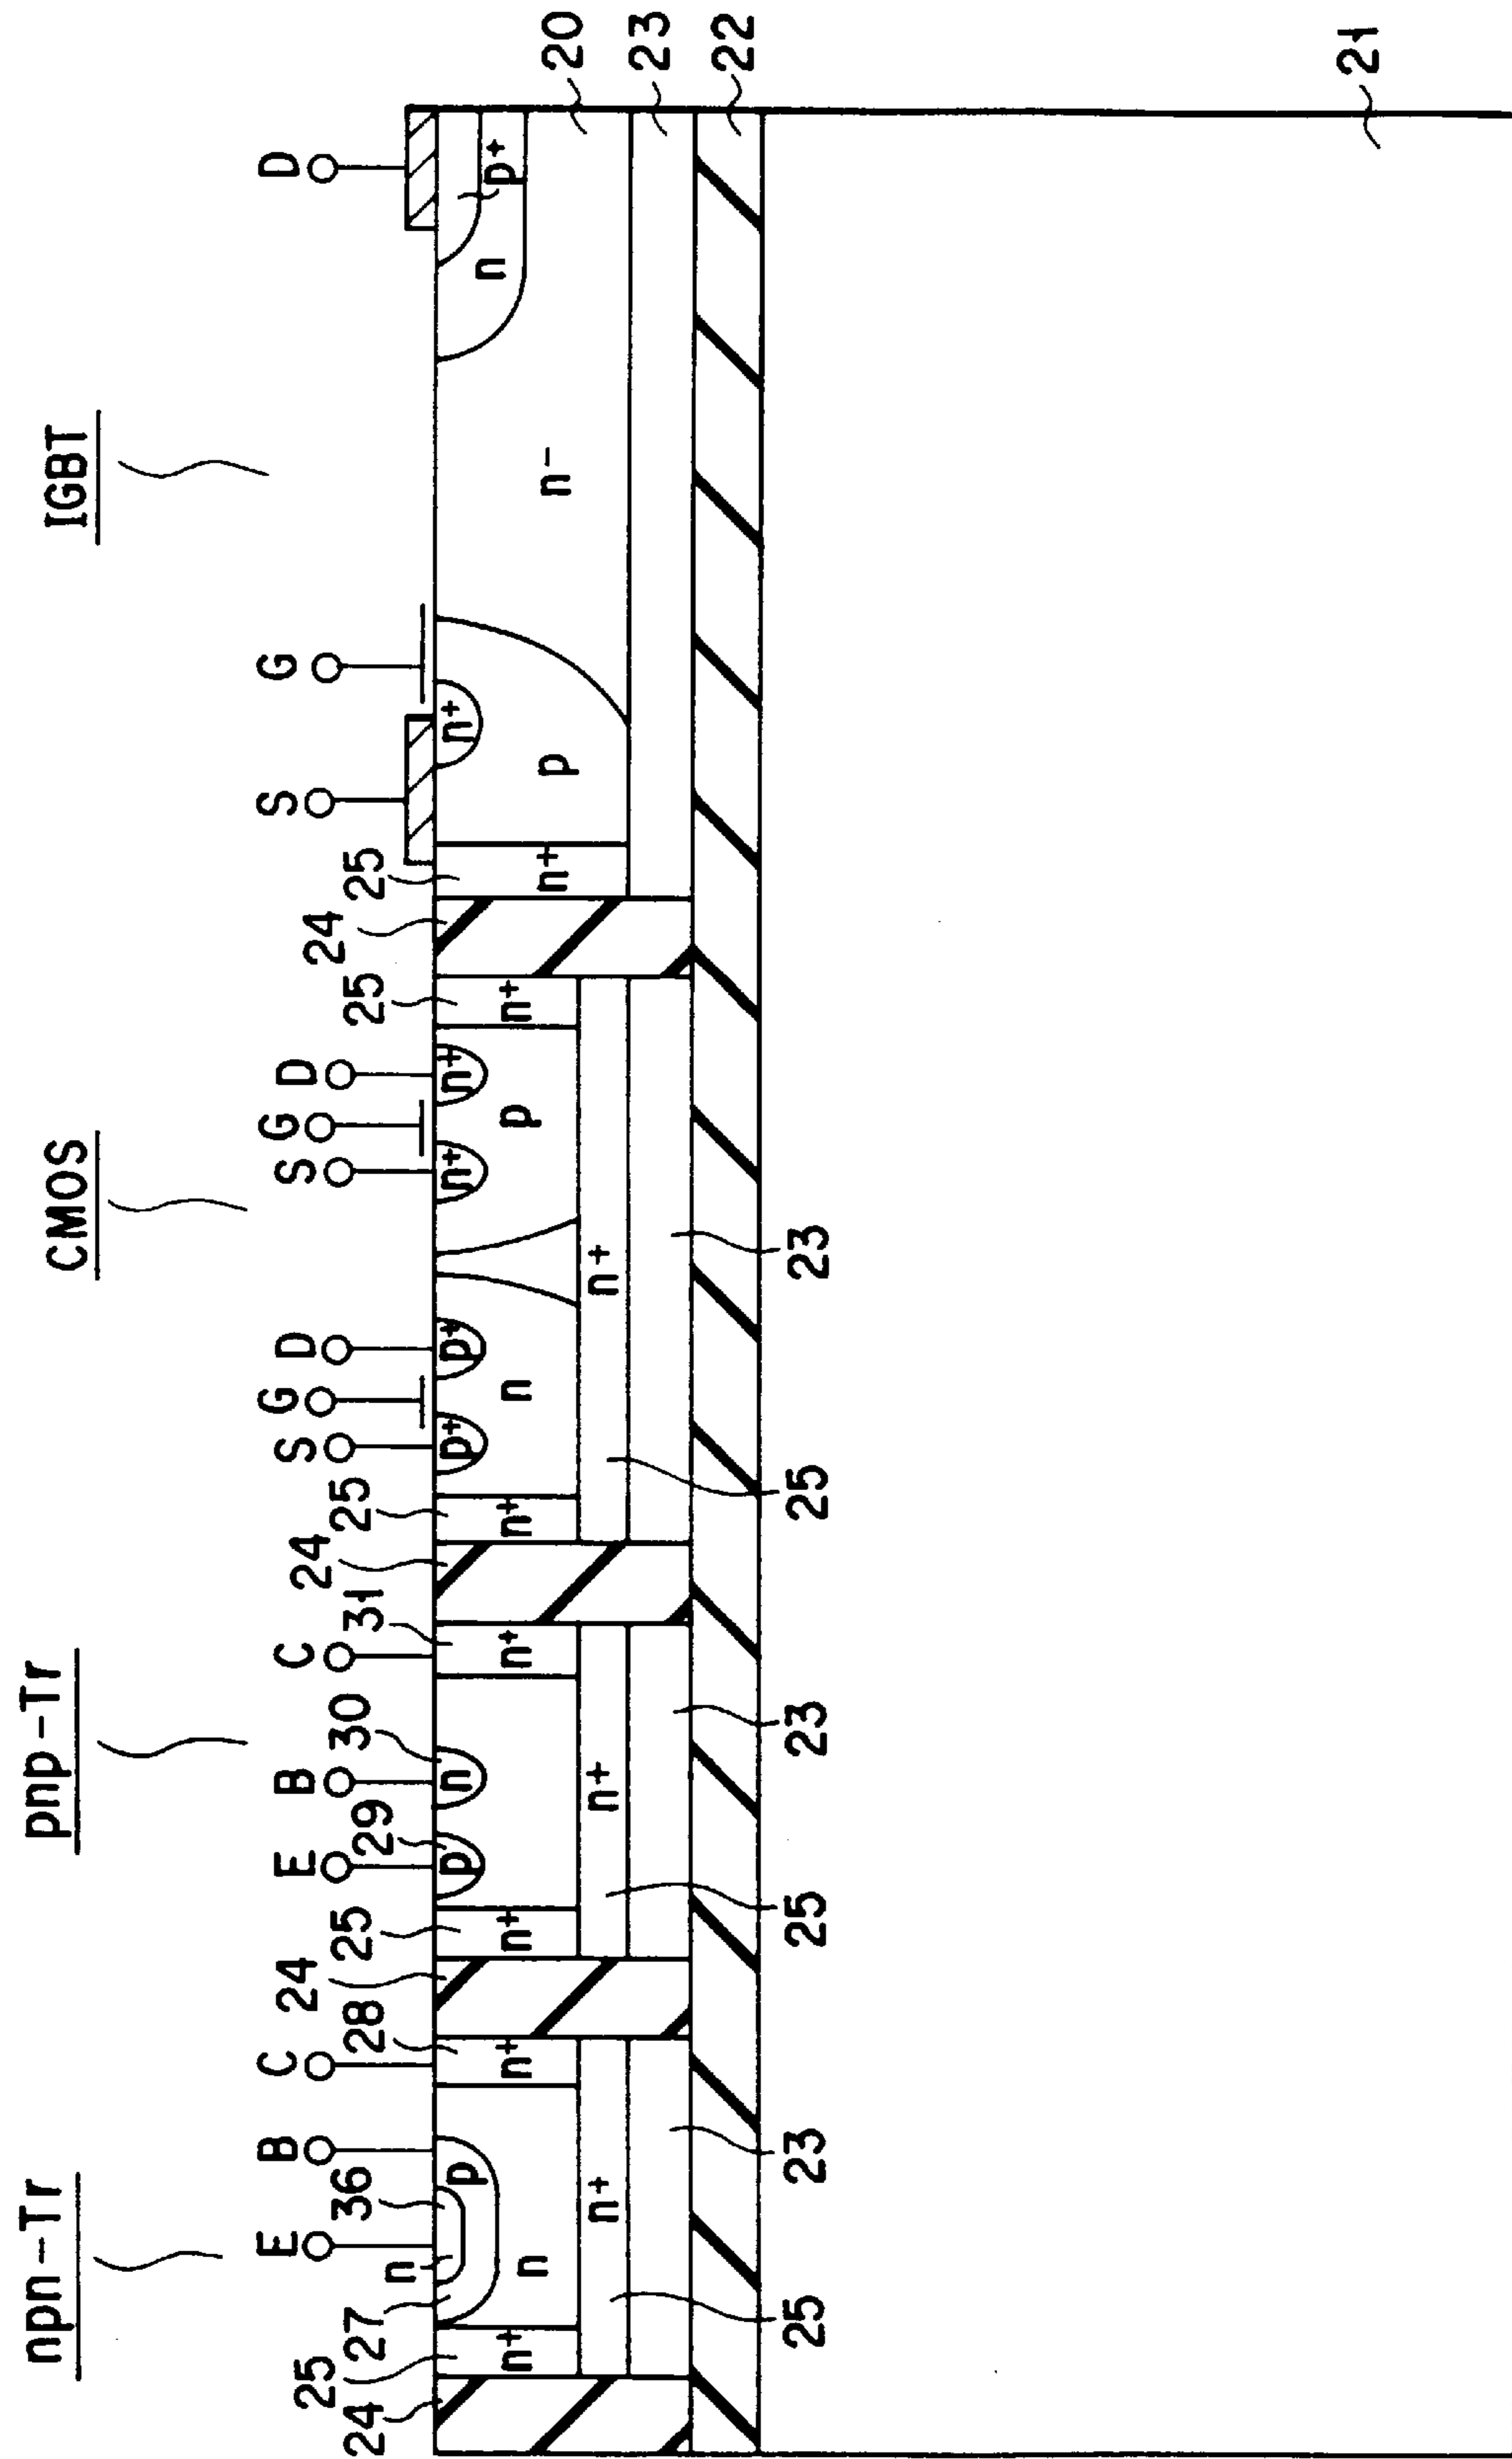 npn-Tr pnp-Tr CMOS IGBT
E B C E B C S G D S G D S G D
24 25 27 n 36 28 24 25 29 30 31 24 25 25 24 25
p p n p+ p+ n+ n+ n+ p+
n+ n n+ n+ n+ n+ n p n+ n+ p n- n 20
n+ n+ n+ 23
22
25 23 25 23 25 23
21